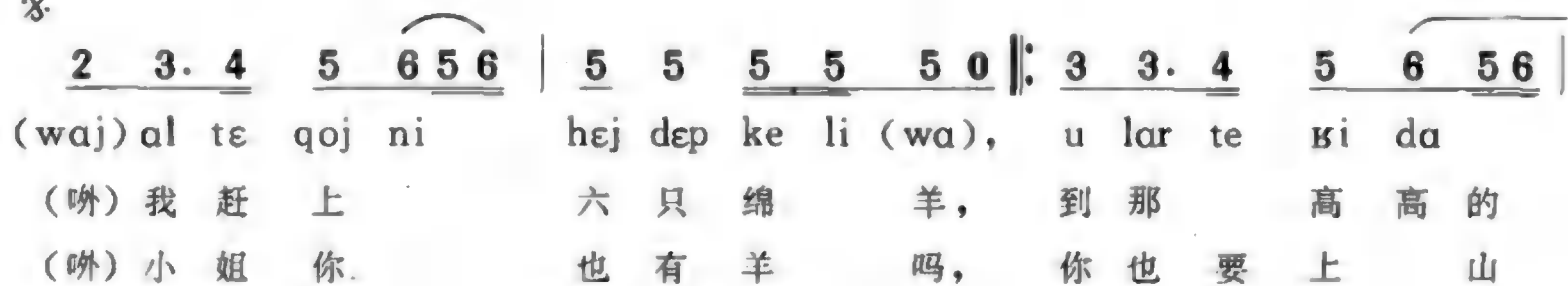 2 3. 4 5 6 5 6 | 5 5 5 5 5 0 ‖: 3 3. 4 5 6 5 6 |
(waj) al tɛ qoj ni hɛj dɛp ke li (wa), u lar te ʁi da
(哟) 我 赶 上 六 只 绵 羊, 到 那 高 高 的
(哟) 小 姐 你. 也 有 羊 吗, 你 也 要 上 山